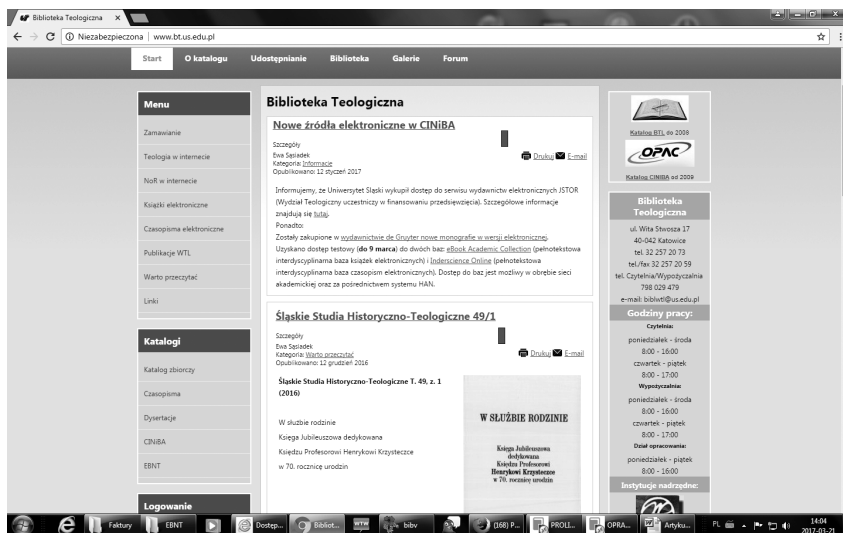 Biblioteka Teologiczna
Niezabezpieczona | www.bt.us.edu.pl
Start O katalogu Udostępnianie Biblioteka Galerie Forum
Menu
Zamawianie
Teologia w internecie
NoR w internecie
Książki elektroniczne
Czasopisma elektroniczne
Publikacje WTL
Warto przeczytać
Linki
Katalogi
Katalog zbiorczy
Czasopisma
Dysertacje
CINiBA
EBNT
Logowanie
Biblioteka Teologiczna
Nowe źródła elektroniczne w CINiBA
Szczegóły
Ewa Sąsiadek
Kategoria: Informacje
Opublikowano: 12 styczeń 2017
Drukuj E-mail
Informujemy, że Uniwersytet Śląski wykupił dostęp do serwisu wydawnictw elektronicznych JSTOR
(Wydział Teologiczny uczestniczy w finansowaniu przedsięwzięcia). Szczegółowe informacje
znajdują się tutaj.
Ponadto:
Zostały zakupione w wydawnictwie de Gruyter nowe monografie w wersji elektronicznej.
Uzyskano dostęp testowy (do 9 marca) do dwóch baz: eBook Academic Collection (pełnotekstowa
interdyscyplinarna baza książek elektronicznych) i Inderscience Online (pełnotekstowa
interdyscyplinarna baza czasopism elektronicznych). Dostęp do baz jest możliwy w obrębie sieci
akademickiej oraz za pośrednictwem systemu HAN.
Śląskie Studia Historyczno-Teologiczne 49/1
Szczegóły
Ewa Sąsiadek
Kategoria: Warto przeczytać
Opublikowano: 12 grudzień 2016
Drukuj E-mail
Śląskie Studia Historyczno-Teologiczne T. 49, z. 1
(2016)
W służbie rodzinie
Księga Jubileuszowa dedykowana
Księdzu Profesorowi Henrykowi Krzysteczce
w 70. rocznicę urodzin
W SŁUŻBIE RODZINIE
Księga Jubileuszowa
dedykowana
Księdzu Profesorowi
Henrykowi Krzysteczce
w 70. rocznicę urodzin
Katalog BTL do 2009
OPAC
Katalog CINIBA od 2009
Biblioteka
Teologiczna
ul. Wita Stwosza 17
40-042 Katowice
tel. 32 257 20 73
tel./fax 32 257 20 59
tel. Czytelnia/Wypożyczalnia
798 029 479
e-mail: biblwtl@us.edu.pl
Godziny pracy:
Czytelnia:
poniedziałek - środa
8:00 - 16:00
czwartek - piątek
8:00 - 17:00
Wypożyczalnia:
poniedziałek - środa
8:00 - 16:00
czwartek - piątek
8:00 - 17:00
Dział opracowania:
poniedziałek - piątek
8:00 - 16:00
Instytucje nadrzędne:
Faktury EBNT Dostęp... Bibliot... WTW bibv (168) P... PROLI... OPRA... Artyku... PL 14:04
2017-03-21